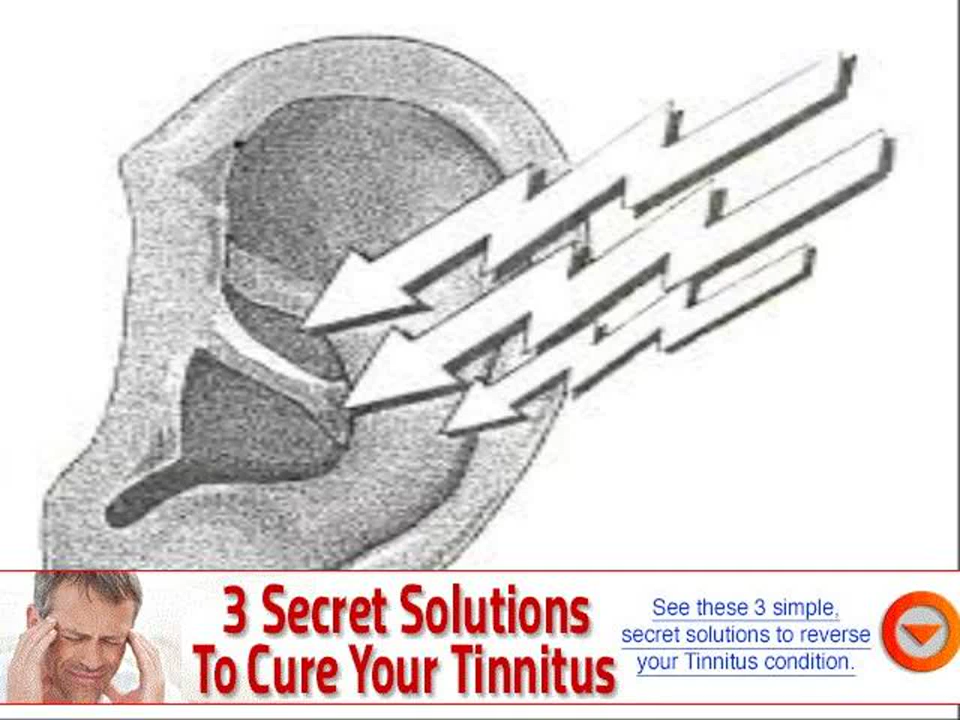 3 Secret Solutions
To Cure Your Tinnitus
See these 3 simple,
secret solutions to reverse
your Tinnitus condition.